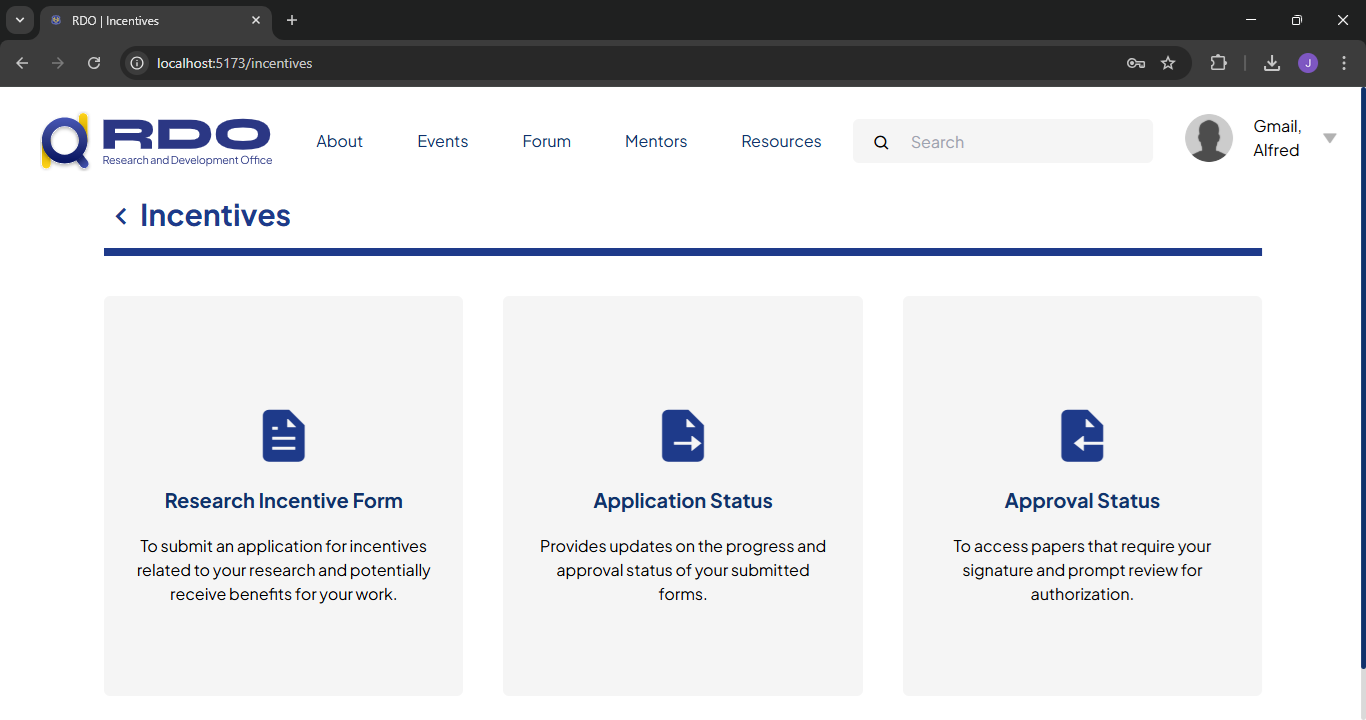 RDO | Incentives
localhost:5173/incentives
J
RDO
Research and Development Office
About
Events
Forum
Mentors
Resources
Search
Gmail,
Alfred
Incentives
Research Incentive Form
To submit an application for incentives
related to your research and potentially
receive benefits for your work.
Application Status
Provides updates on the progress and
approval status of your submitted
forms.
Approval Status
To access papers that require your
signature and prompt review for
authorization.